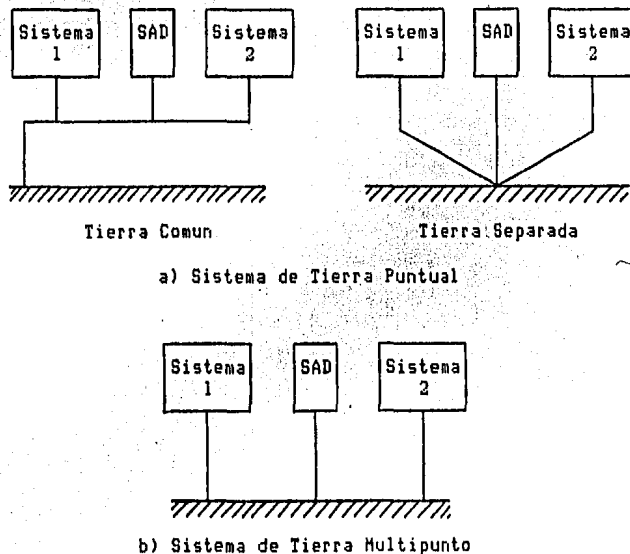 Sistema 1
SAD
Sistema 2
Sistema 1
SAD
Sistema 2
Tierra Comun
Tierra Separada
a) Sistema de Tierra Puntual
Sistema 1
SAD
Sistema 2
b) Sistema de Tierra Multipunto